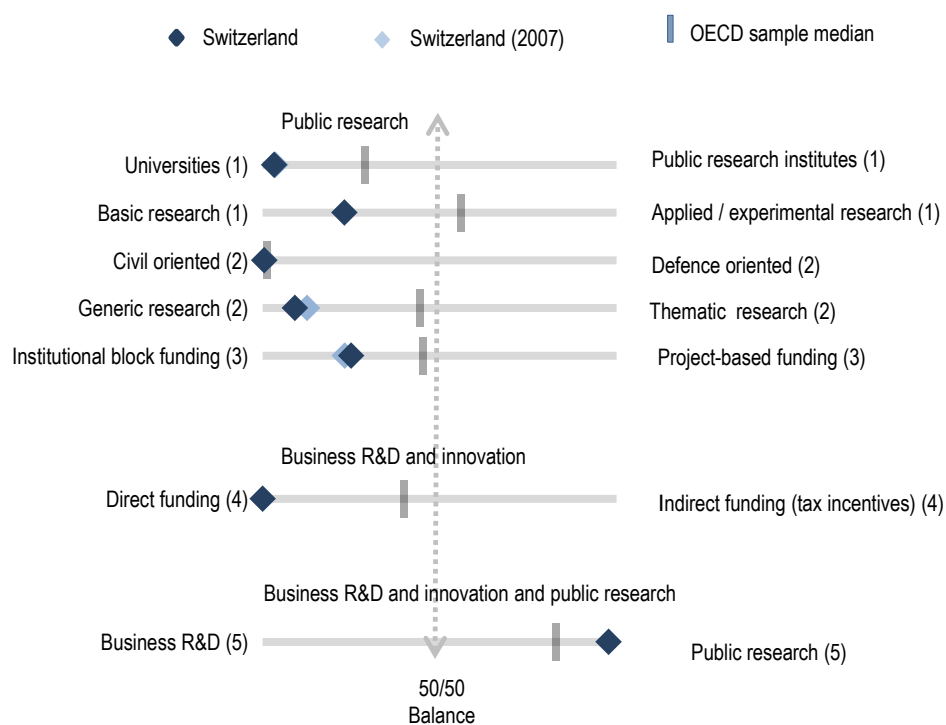 Switzerland
Switzerland (2007)
OECD sample median
Public research
Universities (1)
Public research institutes (1)
Basic research (1)
Applied / experimental research (1)
Civil oriented (2)
Defence oriented (2)
Generic research (2)
Thematic research (2)
Institutional block funding (3)
Project-based funding (3)
Business R&D and innovation
Direct funding (4)
Indirect funding (tax incentives) (4)
Business R&D and innovation and public research
Business R&D (5)
Public research (5)
50/50
Balance